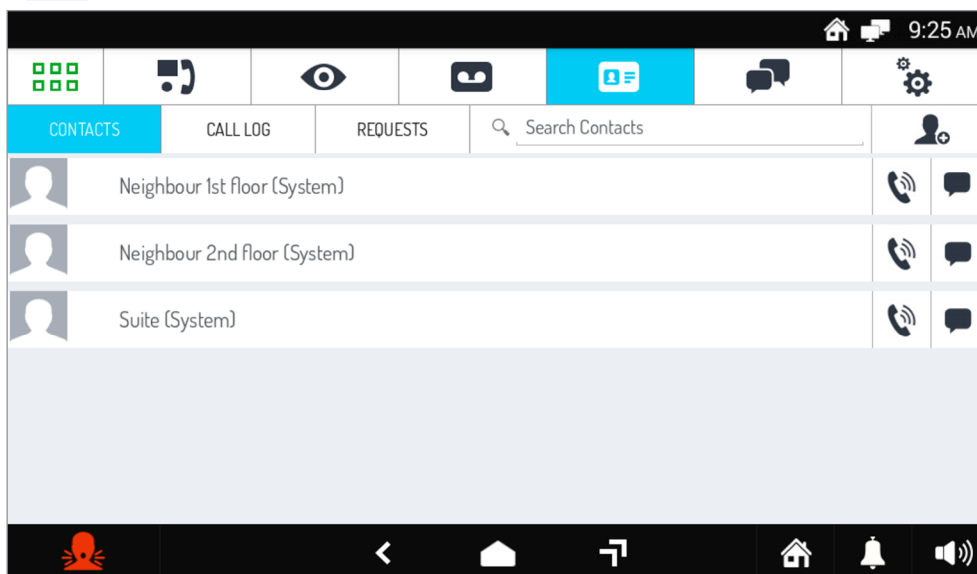 9:25 AM
CONTACTS CALL LOG REQUESTS Search Contacts
Neighbour 1st floor (System)
Neighbour 2nd floor (System)
Suite (System)